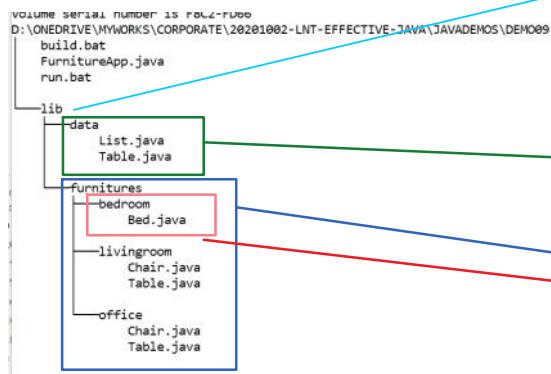 volume serial number is F8C2-FD66
D:\ONEDRIVE\MYWORKS\CORPORATE\20201002-LNT-EFFECTIVE-JAVA\JAVADEMOS\DEMO09
build.bat
FurnitureApp.java
run.bat
lib
data
List.java
Table.java
furnitures
bedroom
Bed.java
livingroom
Chair.java
Table.java
office
Chair.java
Table.java